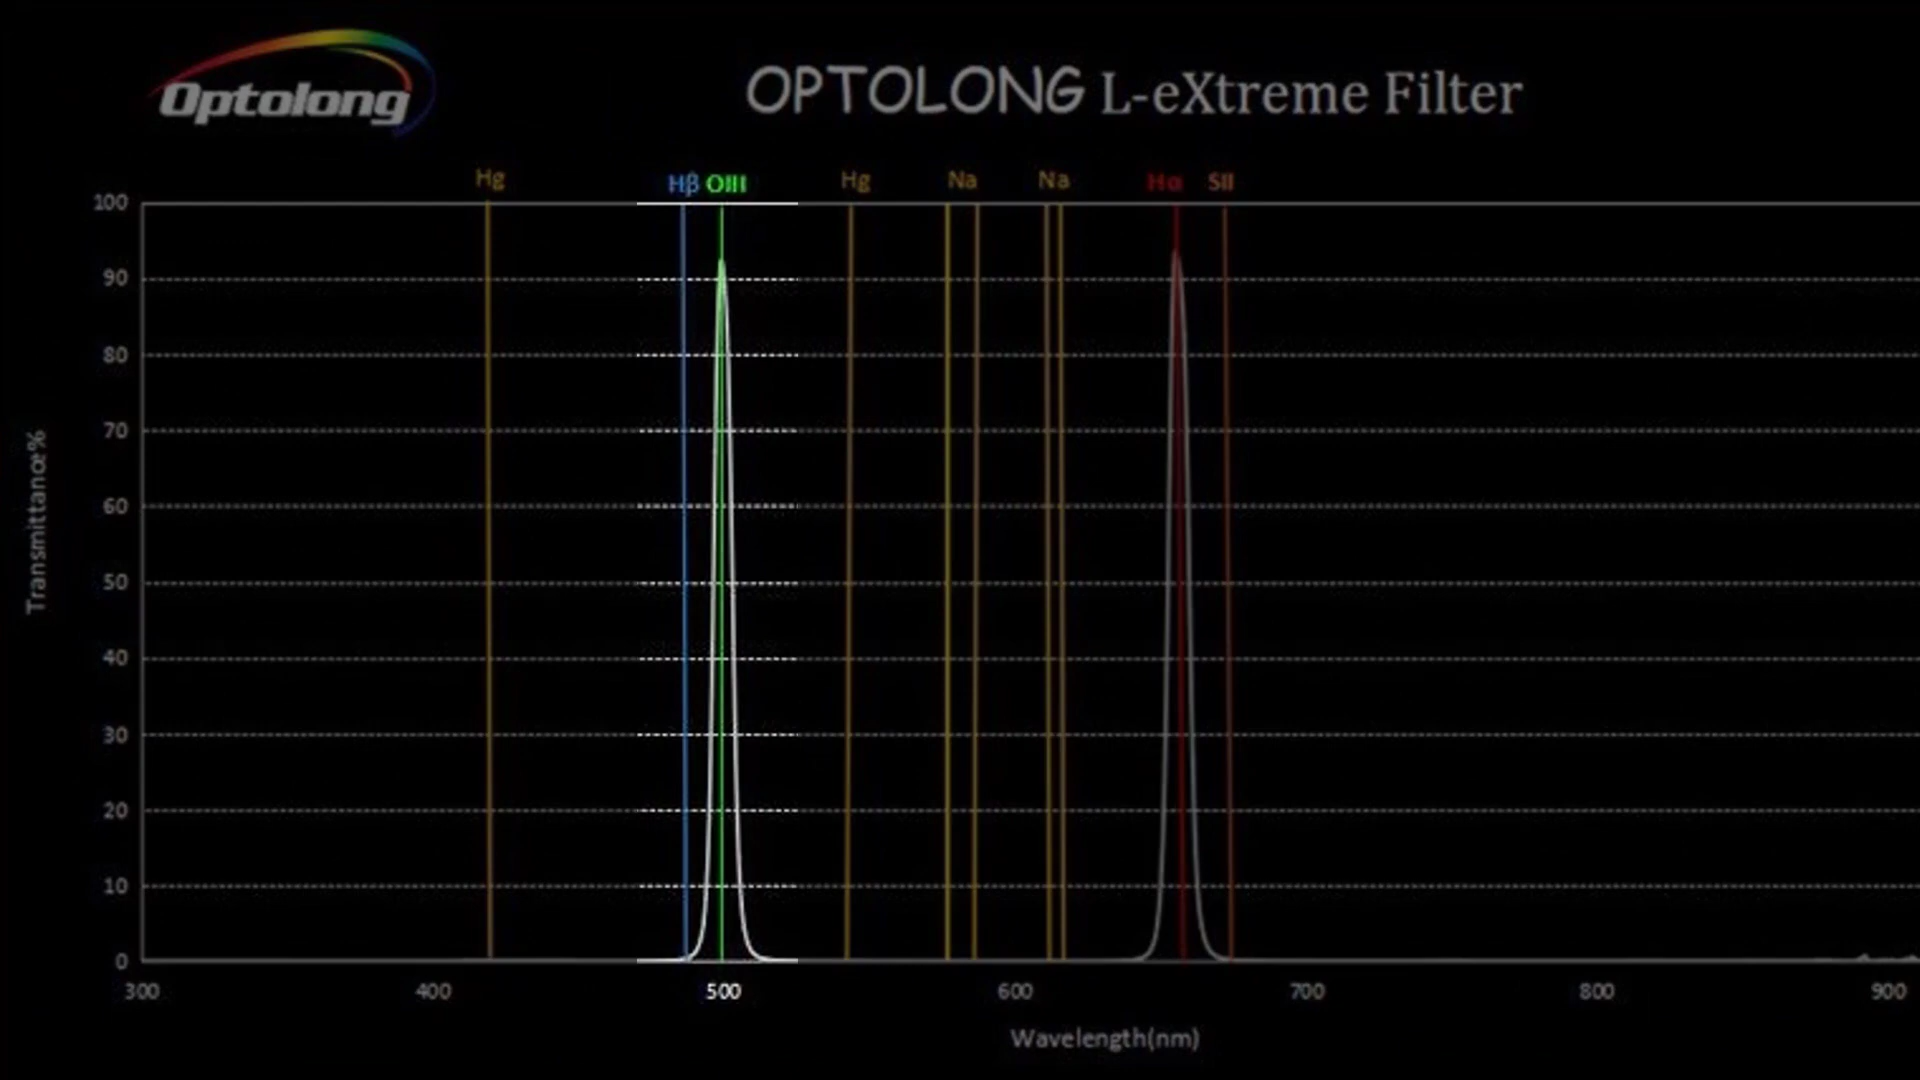 Optolong
OPTOLONG L-eXtreme Filter
Hg Hβ OIII Hg Na Na Hα SII
100
90
80
70
60
50
40
30
20
10
0
Transmittance%
300 400 500 600 700 800 900
Wavelength(nm)